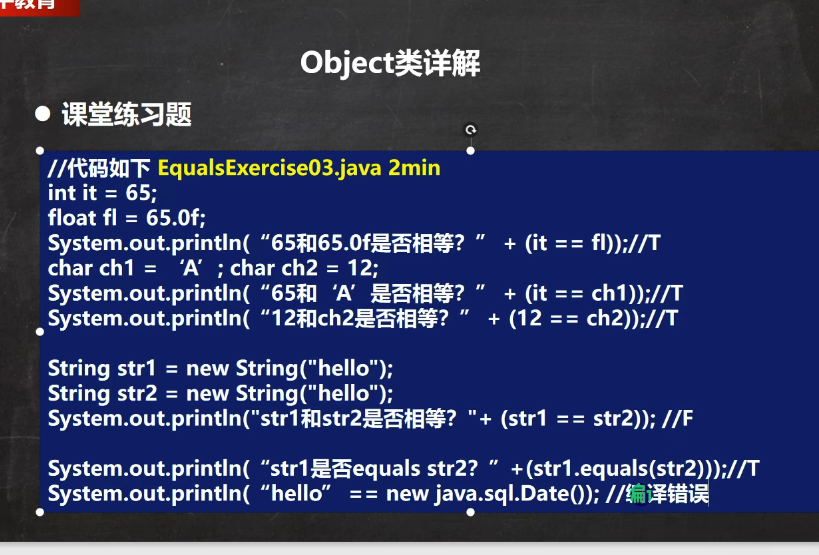 教育
Object类详解
● 课堂练习题
//代码如下 EqualsExercise03.java 2min
int it = 65;
float fl = 65.0f;
System.out.println(“65和65.0f是否相等？” + (it == fl));//T
char ch1 = ‘A’; char ch2 = 12;
System.out.println(“65和‘A’是否相等？” + (it == ch1));//T
System.out.println(“12和ch2是否相等？” + (12 == ch2));//T
String str1 = new String("hello");
String str2 = new String("hello");
System.out.println("str1和str2是否相等？"+ (str1 == str2)); //F
System.out.println(“str1是否equals str2？”+(str1.equals(str2)));//T
System.out.println(“hello” == new java.sql.Date()); //编译错误